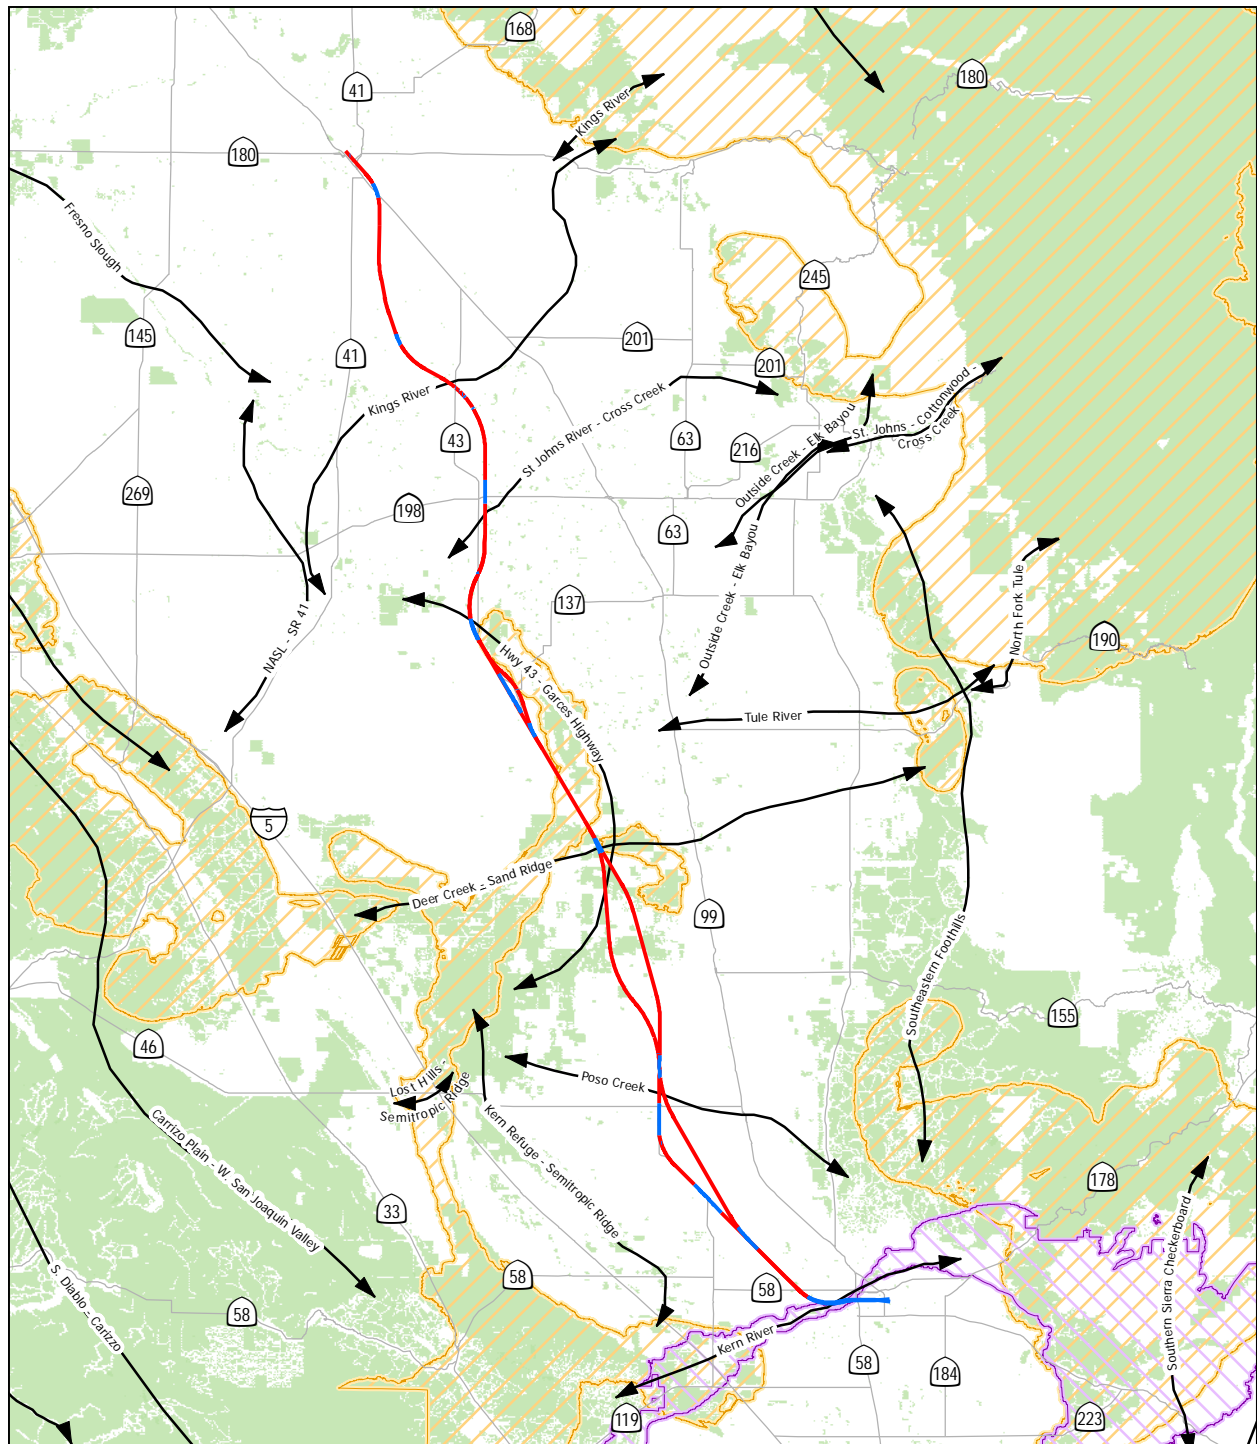 168
180
41
Kings River
180
Fresno Slough
245
145
201
41
201
Kings River
St Johns River - Cross Creek
St. Johns - Cottonwood -
Cross Creek
43
63
216
Outside Creek - Elk Bayou
269
198
63
Outside Creek - Elk Bayou
137
NASL - SR 41
North Fork Tule
190
Hwy 43 - Garces Highway
Tule River
5
Deer Creek - Sand Ridge
99
Southeastern Foothills
155
46
Lost Hills -
Semitropic Ridge
Poso Creek
Carrizo Plain - W. San Joaquin Valley
Kern Refuge - Semitropic Ridge
178
33
Southern Sierra Checkerboard
S. Diablo - Carizzo
58
58
58
Kern River
58
184
119
223